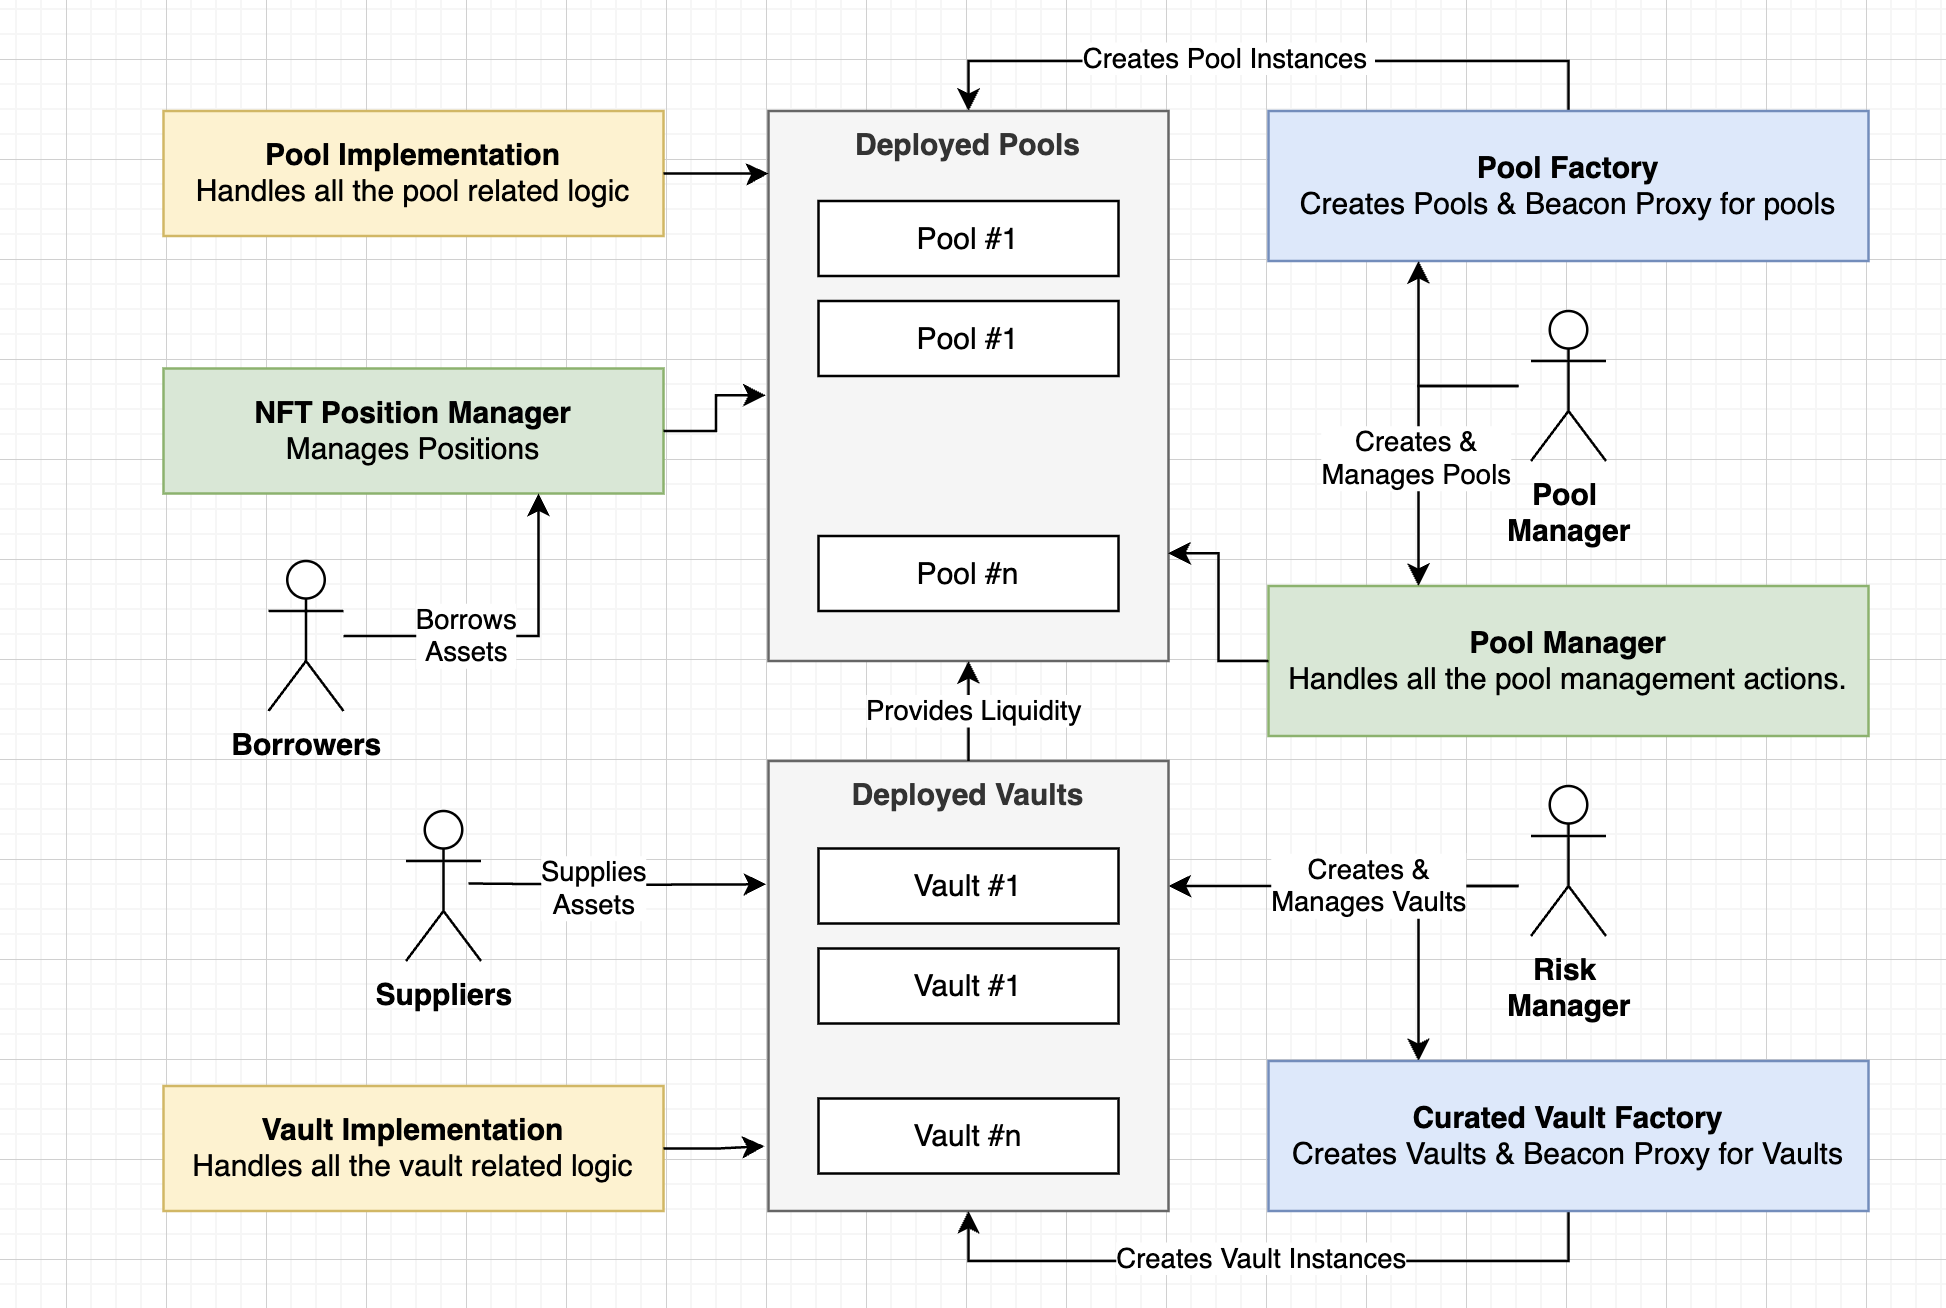 Creates Pool Instances
Pool Implementation
Handles all the pool related logic
Deployed Pools
Pool #1
Pool #1
Pool #n
Pool Factory
Creates Pools & Beacon Proxy for pools
NFT Position Manager
Manages Positions
Creates &
Manages Pools
Pool
Manager
Borrows
Assets
Borrowers
Pool Manager
Handles all the pool management actions.
Provides Liquidity
Deployed Vaults
Vault #1
Vault #1
Vault #n
Supplies
Assets
Suppliers
Creates &
Manages Vaults
Risk
Manager
Vault Implementation
Handles all the vault related logic
Curated Vault Factory
Creates Vaults & Beacon Proxy for Vaults
Creates Vault Instances